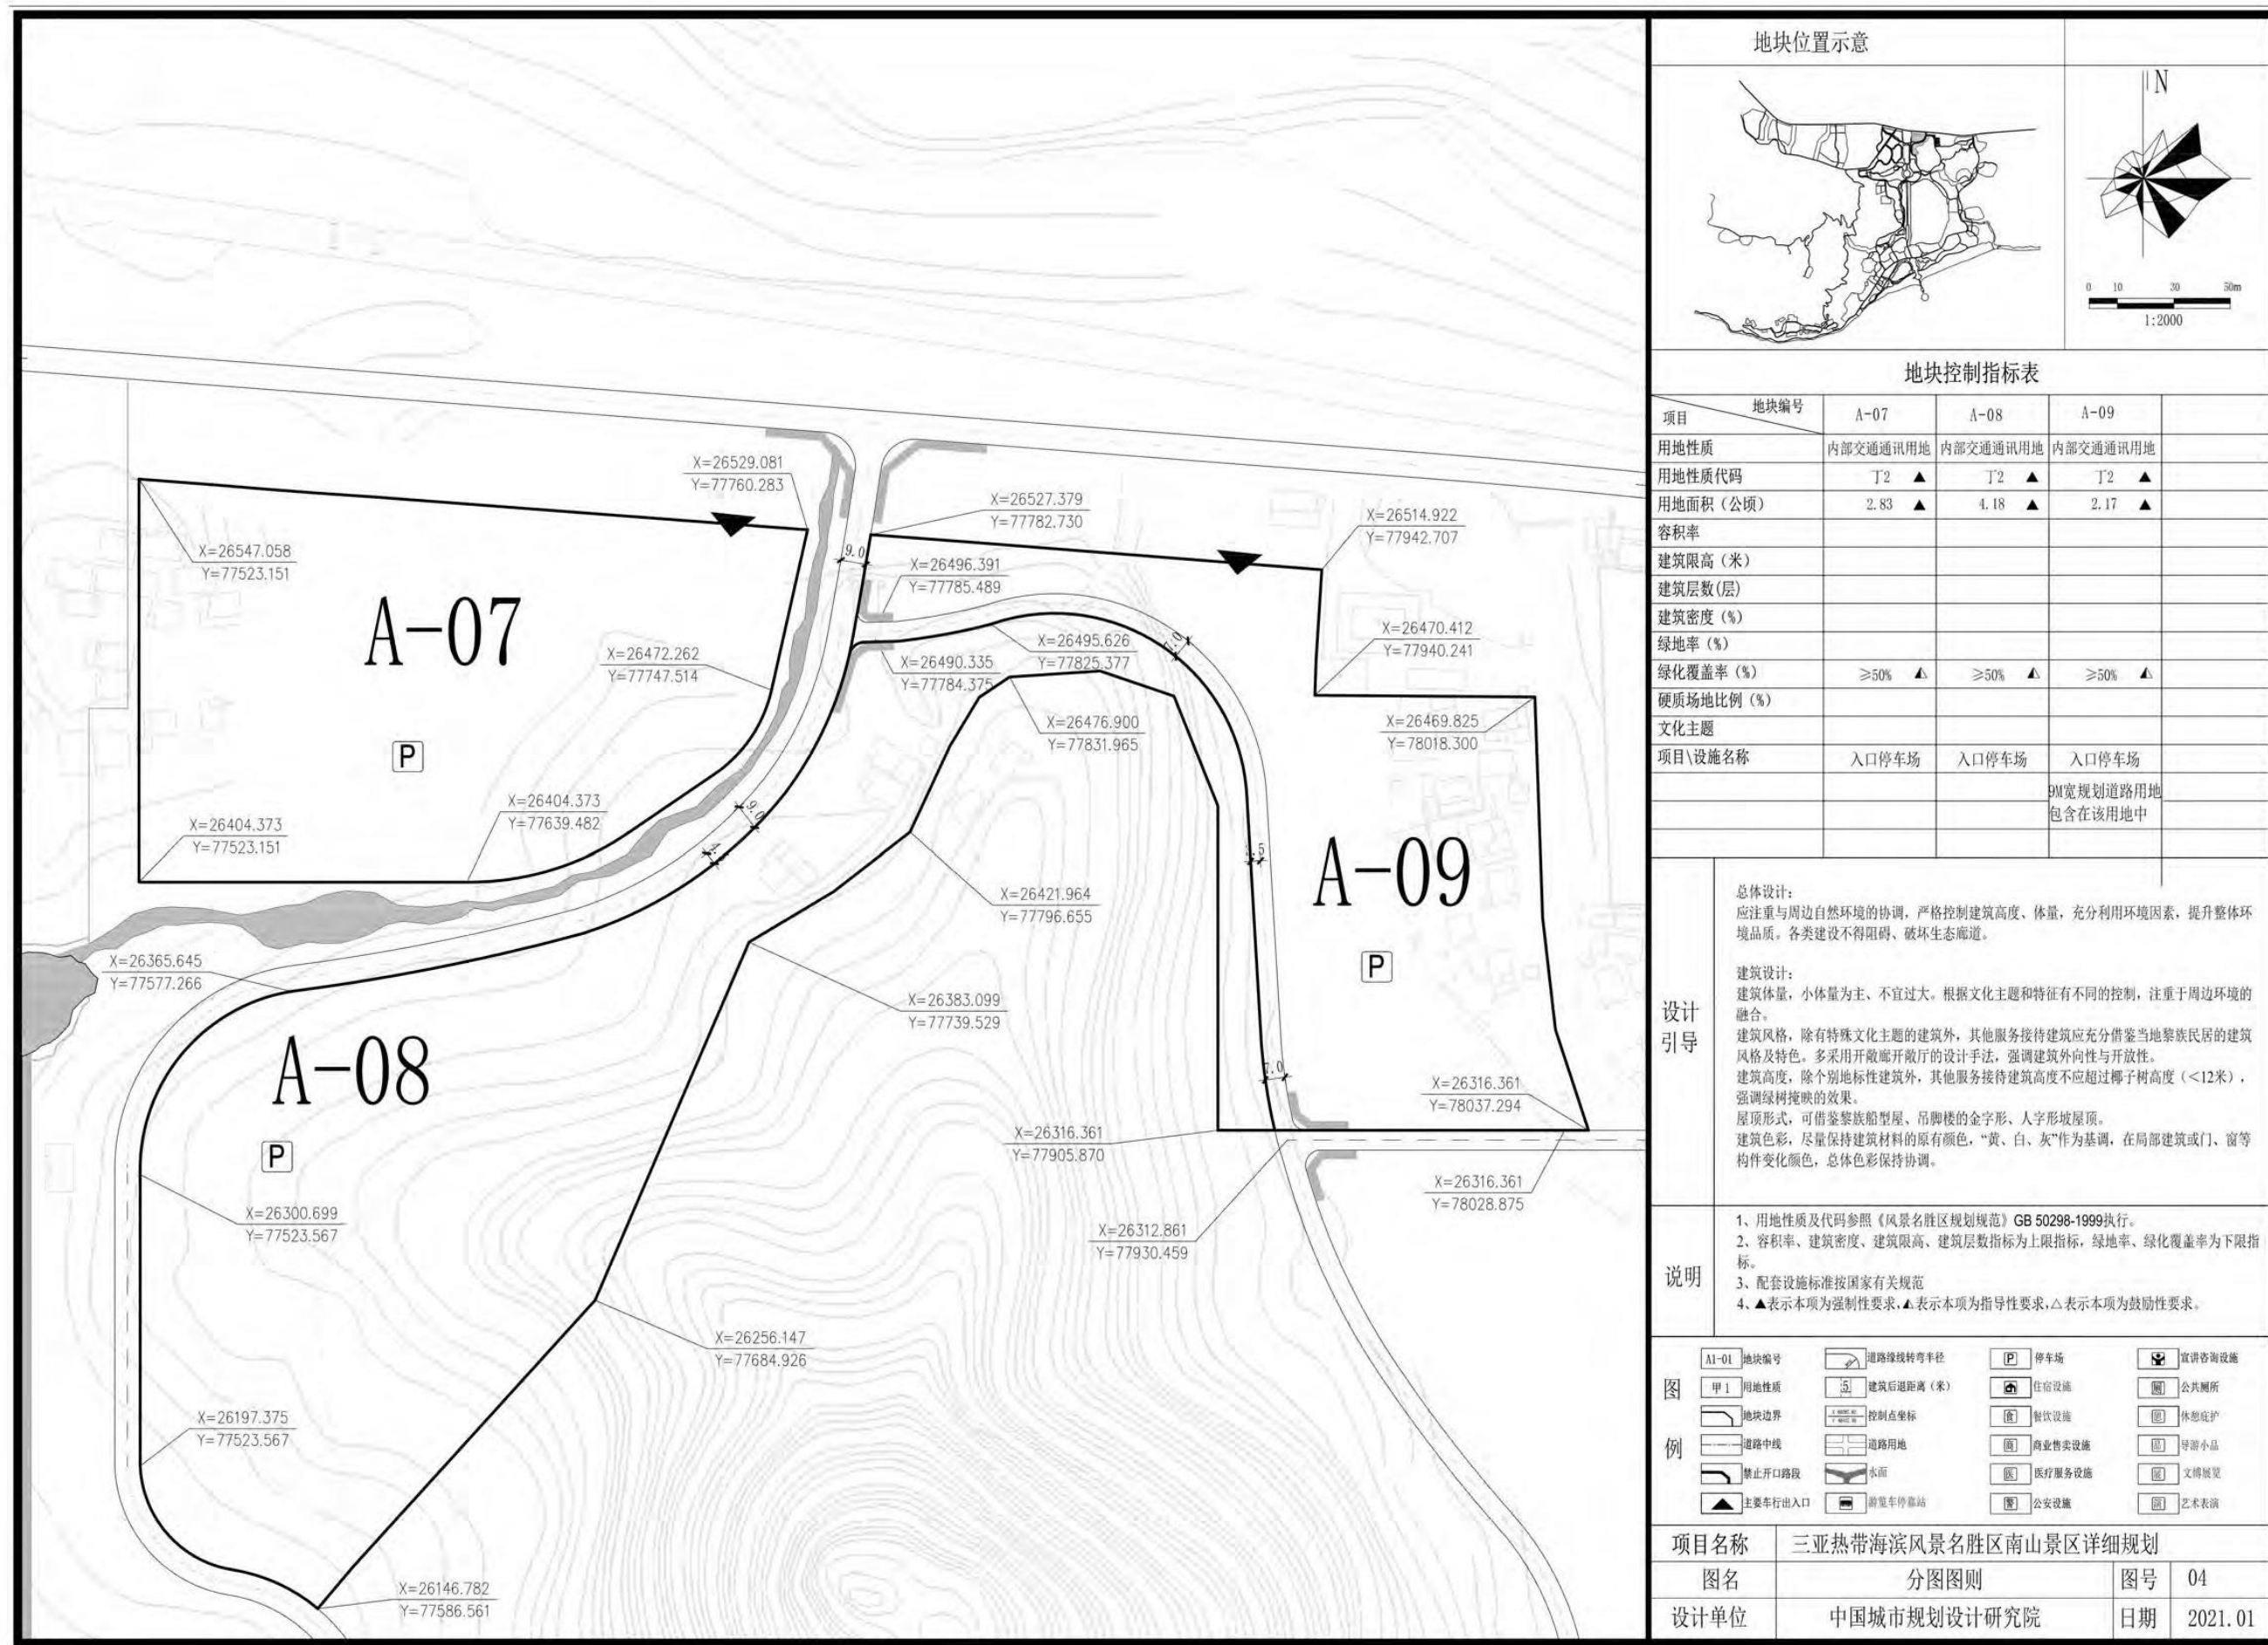 X=26529.081
Y=77760.283
X=26527.379
Y=77782.730
X=26514.922
Y=77942.707
X=26547.058
Y=77523.151
9.0
X=26496.391
Y=77785.489
A-07
X=26470.412
Y=77940.241
X=26472.262
Y=77747.514
X=26495.626
Y=77825.377
X=26490.335
Y=77784.375
X=26476.900
Y=77831.965
X=26469.825
Y=78018.300
P
X=26404.373
Y=77639.482
X=26404.373
Y=77523.151
9.0
A-09
X=26421.964
Y=77796.655
X=26365.645
Y=77577.266
P
X=26383.099
Y=77739.529
A-08
7.0
X=26316.361
Y=78037.294
X=26316.361
Y=77905.870
P
X=26316.361
Y=78028.875
X=26300.699
Y=77523.567
X=26312.861
Y=77930.459
X=26256.147
Y=77684.926
X=26197.375
Y=77523.567
X=26146.782
Y=77586.561
地块位置示意
N
0 10 30 50m
1:2000
地块控制指标表
项目 地块编号 A-07 A-08 A-09
用地性质 内部交通通讯用地 内部交通通讯用地 内部交通通讯用地
用地性质代码 丁2 ▲ 丁2 ▲ 丁2 ▲
用地面积（公顷） 2.83 ▲ 4.18 ▲ 2.17 ▲
容积率
建筑限高（米）
建筑层数(层)
建筑密度（%）
绿地率（%）
绿化覆盖率（%） ≥50% ≥50% ≥50%
硬质场地比例（%）
文化主题
项目\设施名称 入口停车场 入口停车场 入口停车场
9M宽规划道路用地
包含在该用地中
设计
引导
总体设计：
应注重与周边自然环境的协调，严格控制建筑高度、体量，充分利用环境因素，提升整体环
境品质。各类建设不得阻碍、破坏生态廊道。
建筑设计：
建筑体量，小体量为主、不宜过大。根据文化主题和特征有不同的控制，注重于周边环境的
融合。
建筑风格，除有特殊文化主题的建筑外，其他服务接待建筑应充分借鉴当地黎族民居的建筑
风格及特色。多采用开敞廊开敞厅的设计手法，强调建筑外向性与开放性。
建筑高度，除个别地标性建筑外，其他服务接待建筑高度不应超过椰子树高度（<12米），
强调绿树掩映的效果。
屋顶形式，可借鉴黎族船型屋、吊脚楼的金字形、人字形坡屋顶。
建筑色彩，尽量保持建筑材料的原有颜色，“黄、白、灰”作为基调，在局部建筑或门、窗等
构件变化颜色，总体色彩保持协调。
说明
1、用地性质及代码参照《风景名胜区规划规范》GB 50298-1999执行。
2、容积率、建筑密度、建筑限高、建筑层数指标为上限指标，绿地率、绿化覆盖率为下限指
标。
3、配套设施标准按国家有关规范
4、▲表示本项为强制性要求，◭表示本项为指导性要求，△表示本项为鼓励性要求。
图
例
A1-01 地块编号 道路缘线转弯半径 P 停车场 宣讲咨询设施
甲1 用地性质 5 建筑后退距离（米） 住宿设施 厕 公共厕所
地块边界 控制点坐标 食 餐饮设施 憩 休憩庇护
道路中线 道路用地 商 商业售卖设施 导游小品
禁止开口路段 水面 医 医疗服务设施 展 文博展览
主要车行出入口 游览车停靠站 警 公安设施 演 艺术表演
项目名称 三亚热带海滨风景名胜区南山景区详细规划
图名 分图图则 图号 04
设计单位 中国城市规划设计研究院 日期 2021.01